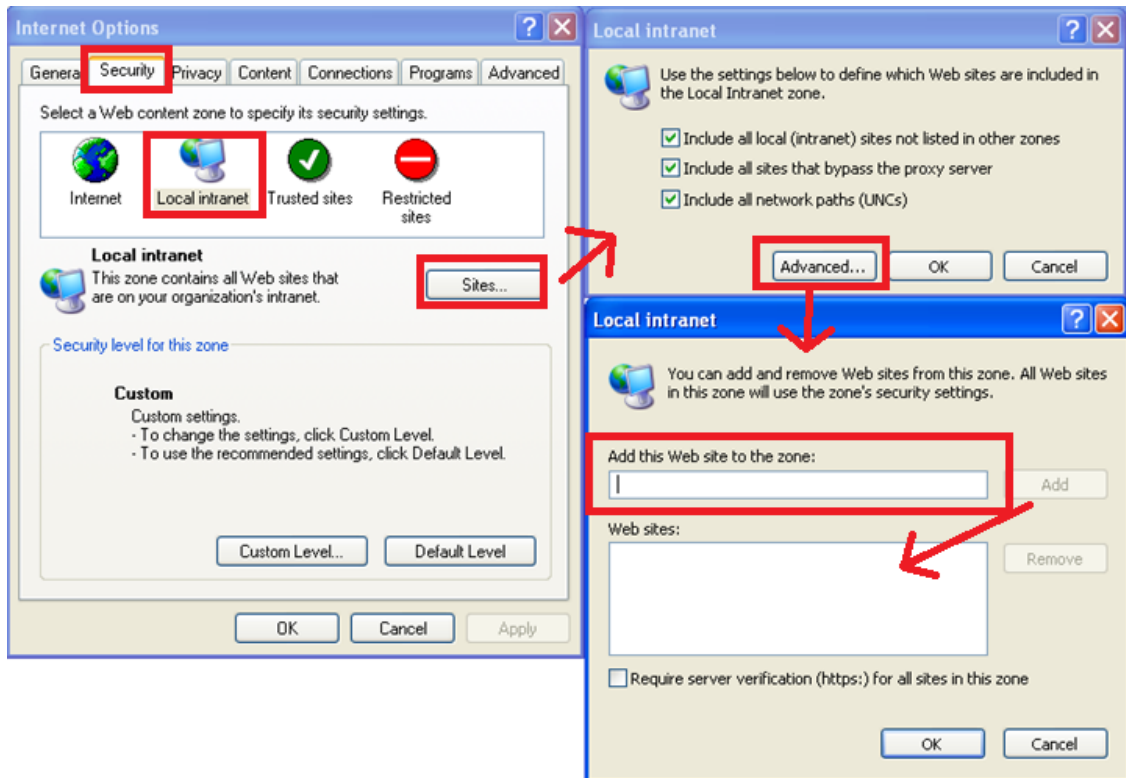 Internet Options
General
Security
Privacy
Content
Connections
Programs
Advanced
Select a Web content zone to specify its security settings.
Internet
Local intranet
Trusted sites
Restricted
sites
Local intranet
This zone contains all Web sites that
are on your organization's intranet.
Sites...
Security level for this zone
Custom
Custom settings.
- To change the settings, click Custom Level.
- To use the recommended settings, click Default Level.
Custom Level...
Default Level
OK
Cancel
Apply
Local intranet
Use the settings below to define which Web sites are included in
the Local Intranet zone.
Include all local (intranet) sites not listed in other zones
Include all sites that bypass the proxy server
Include all network paths (UNCs)
Advanced...
OK
Cancel
Local intranet
You can add and remove Web sites from this zone. All Web sites
in this zone will use the zone's security settings.
Add this Web site to the zone:
Add
Web sites:
Remove
Require server verification (https:) for all sites in this zone
OK
Cancel